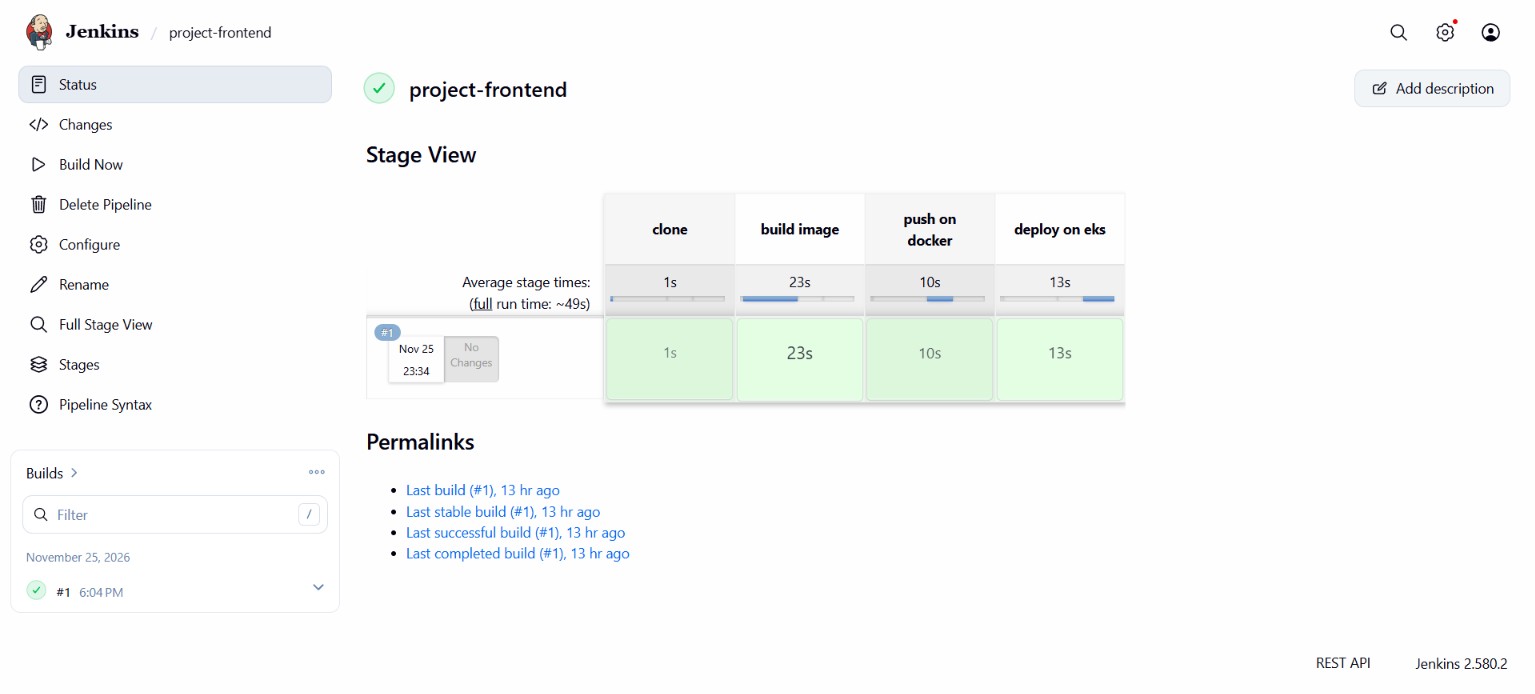 Jenkins / project-frontend
Status
Changes
Build Now
Delete Pipeline
Configure
Rename
Full Stage View
Stages
Pipeline Syntax
Builds
Filter /
November 25, 2026
#1 6:04 PM
project-frontend
Add description
Stage View
clone build image push on docker deploy on eks
Average stage times: 1s 23s 10s 13s
(full run time: ~49s)
#1
Nov 25
23:34
No
Changes
1s 23s 10s 13s
Permalinks
Last build (#1), 13 hr ago
Last stable build (#1), 13 hr ago
Last successful build (#1), 13 hr ago
Last completed build (#1), 13 hr ago
REST API Jenkins 2.580.2